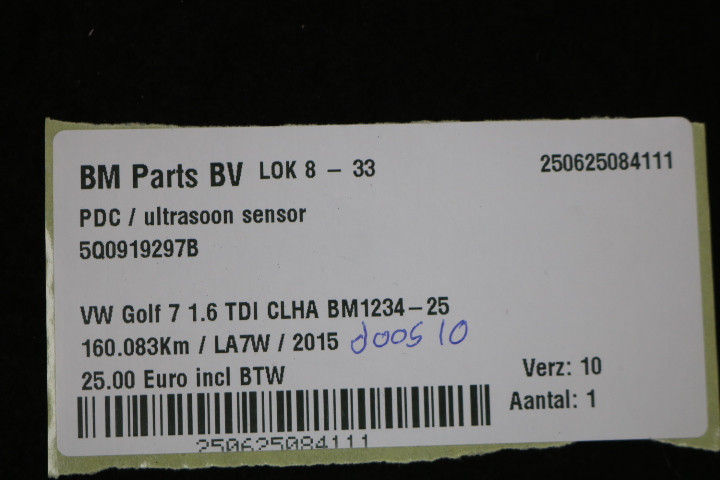 BM Parts BV LOK 8 - 33 250625084111
PDC / ultrasoon sensor
5Q0919297B
VW Golf 7 1.6 TDI CLHA BM1234-25
160.083Km / LA7W / 2015 doos 10
25.00 Euro incl BTW Verz: 10
Aantal: 1
250625084111